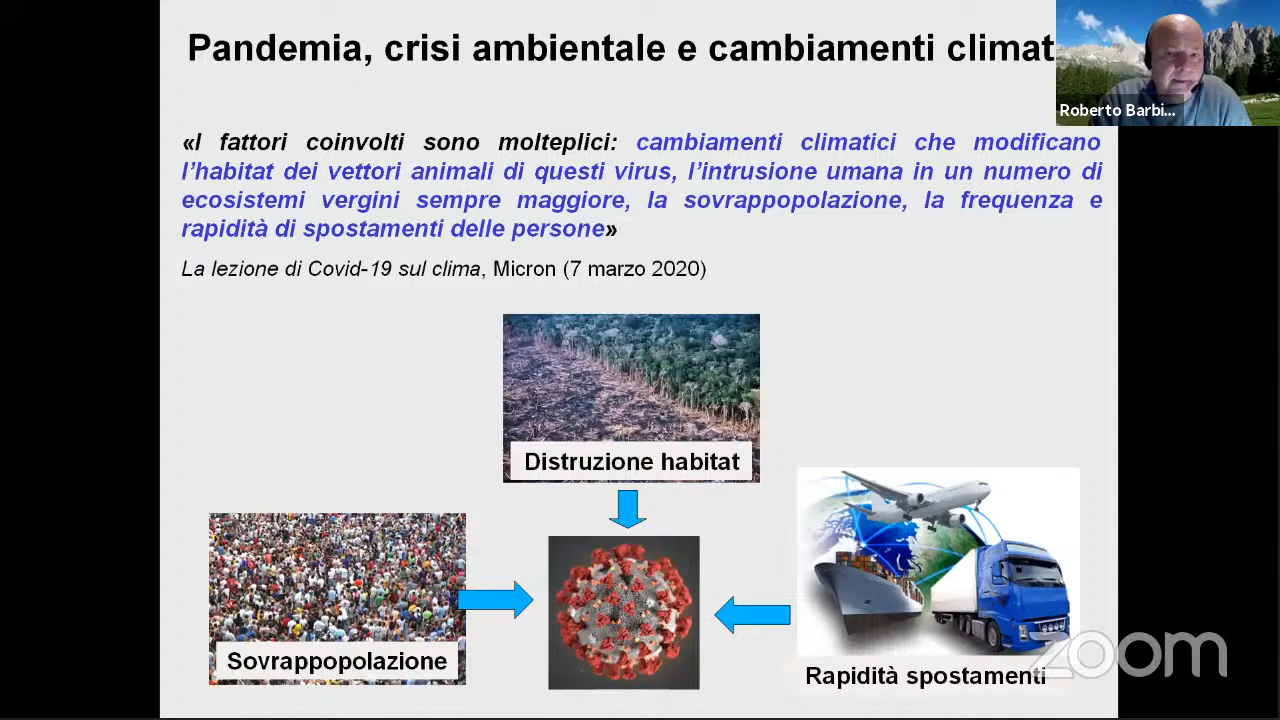 Pandemia, crisi ambientale e cambiamenti climat
Roberto Barbi...
«I fattori coinvolti sono molteplici: cambiamenti climatici che modificano
l’habitat dei vettori animali di questi virus, l’intrusione umana in un numero di
ecosistemi vergini sempre maggiore, la sovrappopolazione, la frequenza e
rapidità di spostamenti delle persone»
La lezione di Covid-19 sul clima, Micron (7 marzo 2020)
Distruzione habitat
Sovrappopolazione
Rapidità spostamenti
zoom